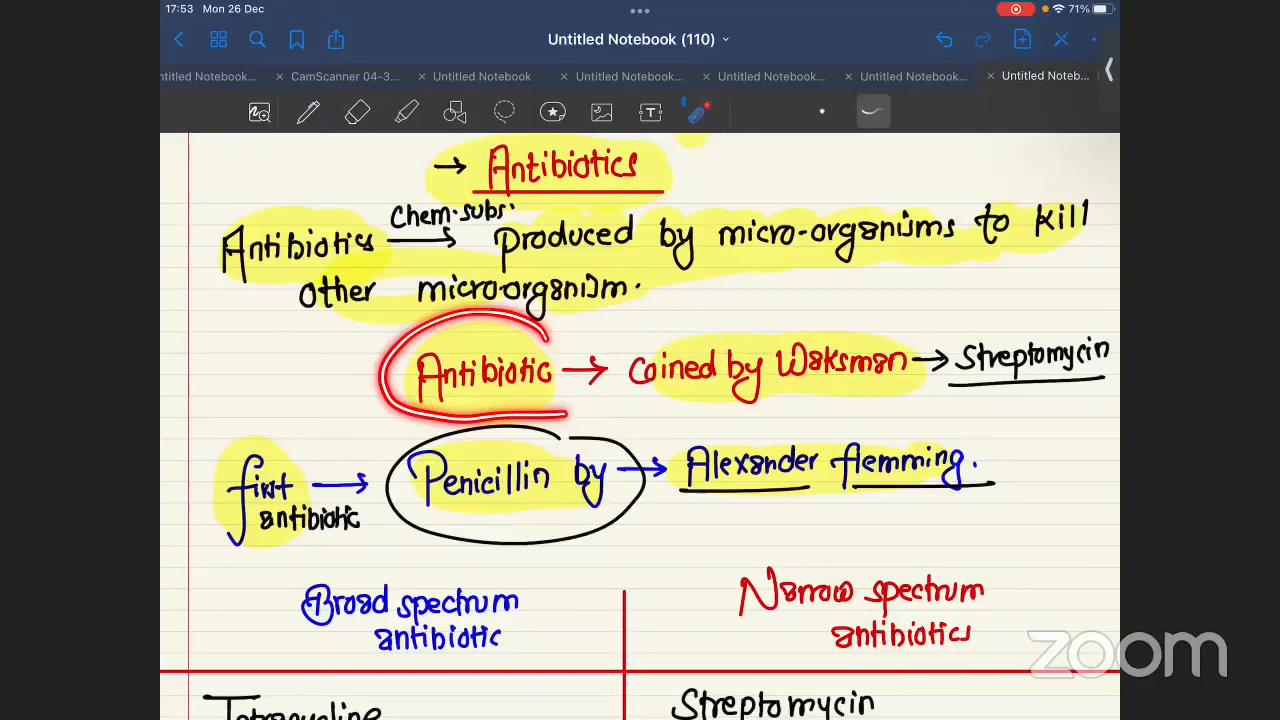 17:53 Mon 26 Dec
71%
Untitled Notebook (110)
ntitled Notebook...
CamScanner 04-3...
Untitled Notebook
Untitled Notebook...
Untitled Notebook...
Untitled Notebook...
Untitled Noteb...
→ Antibiotics
Antibiotics → Chem. subs. produced by micro-organisms to kill
other microorganism.
Antibiotic → coined by Waksman → Streptomycin
first antibiotic → Penicillin by → Alexander flemming.
Broad spectrum
antibiotic
Narrow spectrum
antibiotics
Tetracycline
Streptomycin
zoom